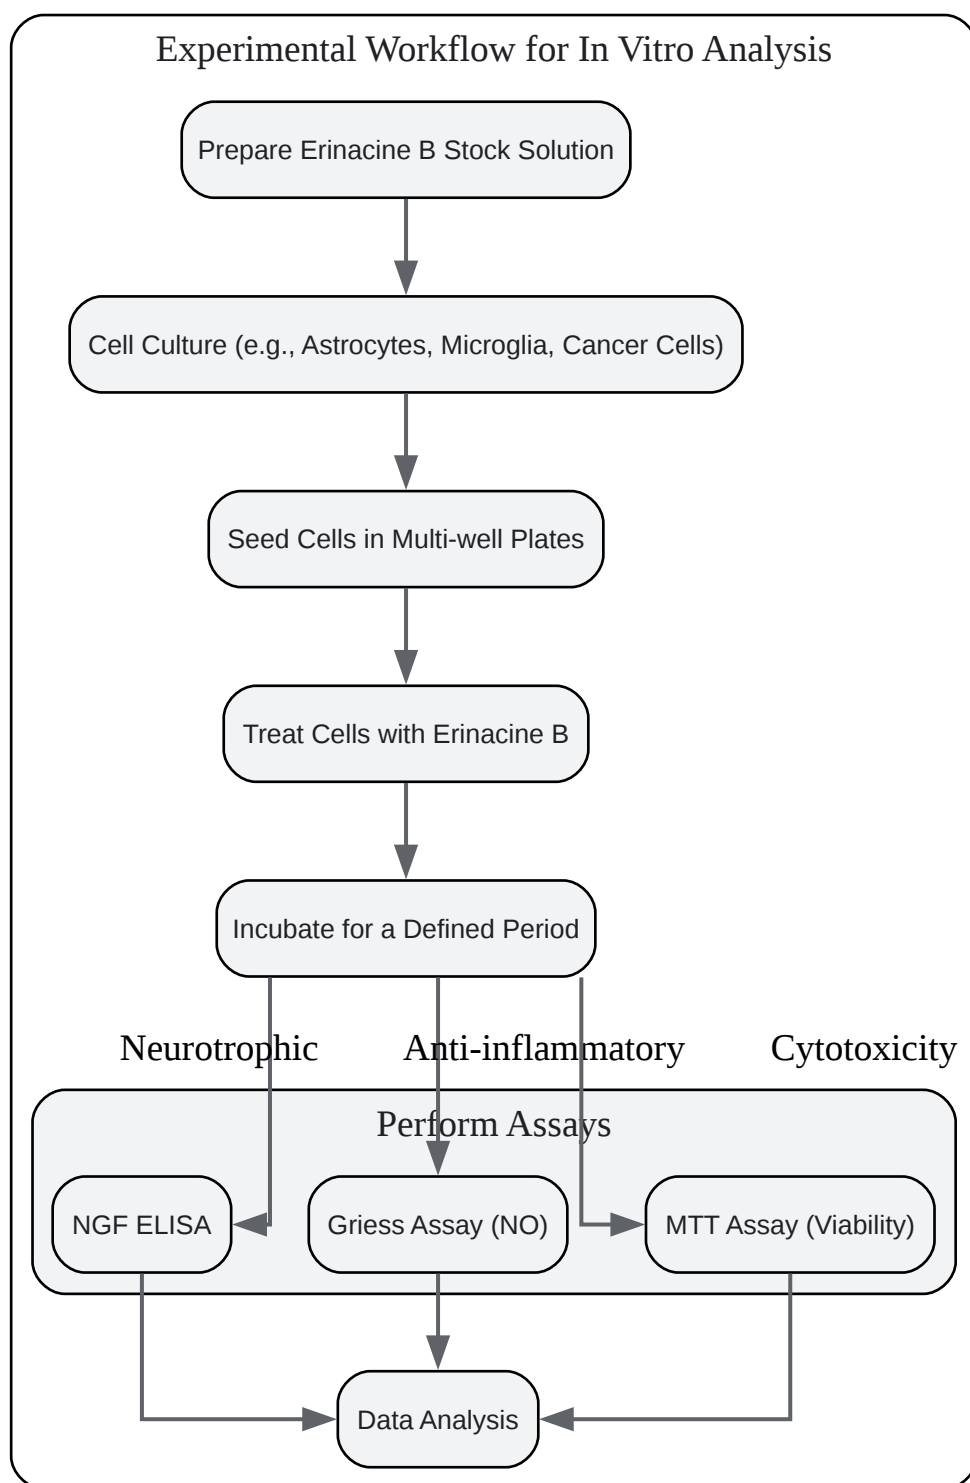 Experimental Workflow for In Vitro Analysis
Prepare Erinacine B Stock Solution
Cell Culture (e.g., Astrocytes, Microglia, Cancer Cells)
Seed Cells in Multi-well Plates
Treat Cells with Erinacine B
Incubate for a Defined Period
Neurotrophic
Anti-inflammatory
Cytotoxicity
Perform Assays
NGF ELISA
Griess Assay (NO)
MTT Assay (Viability)
Data Analysis